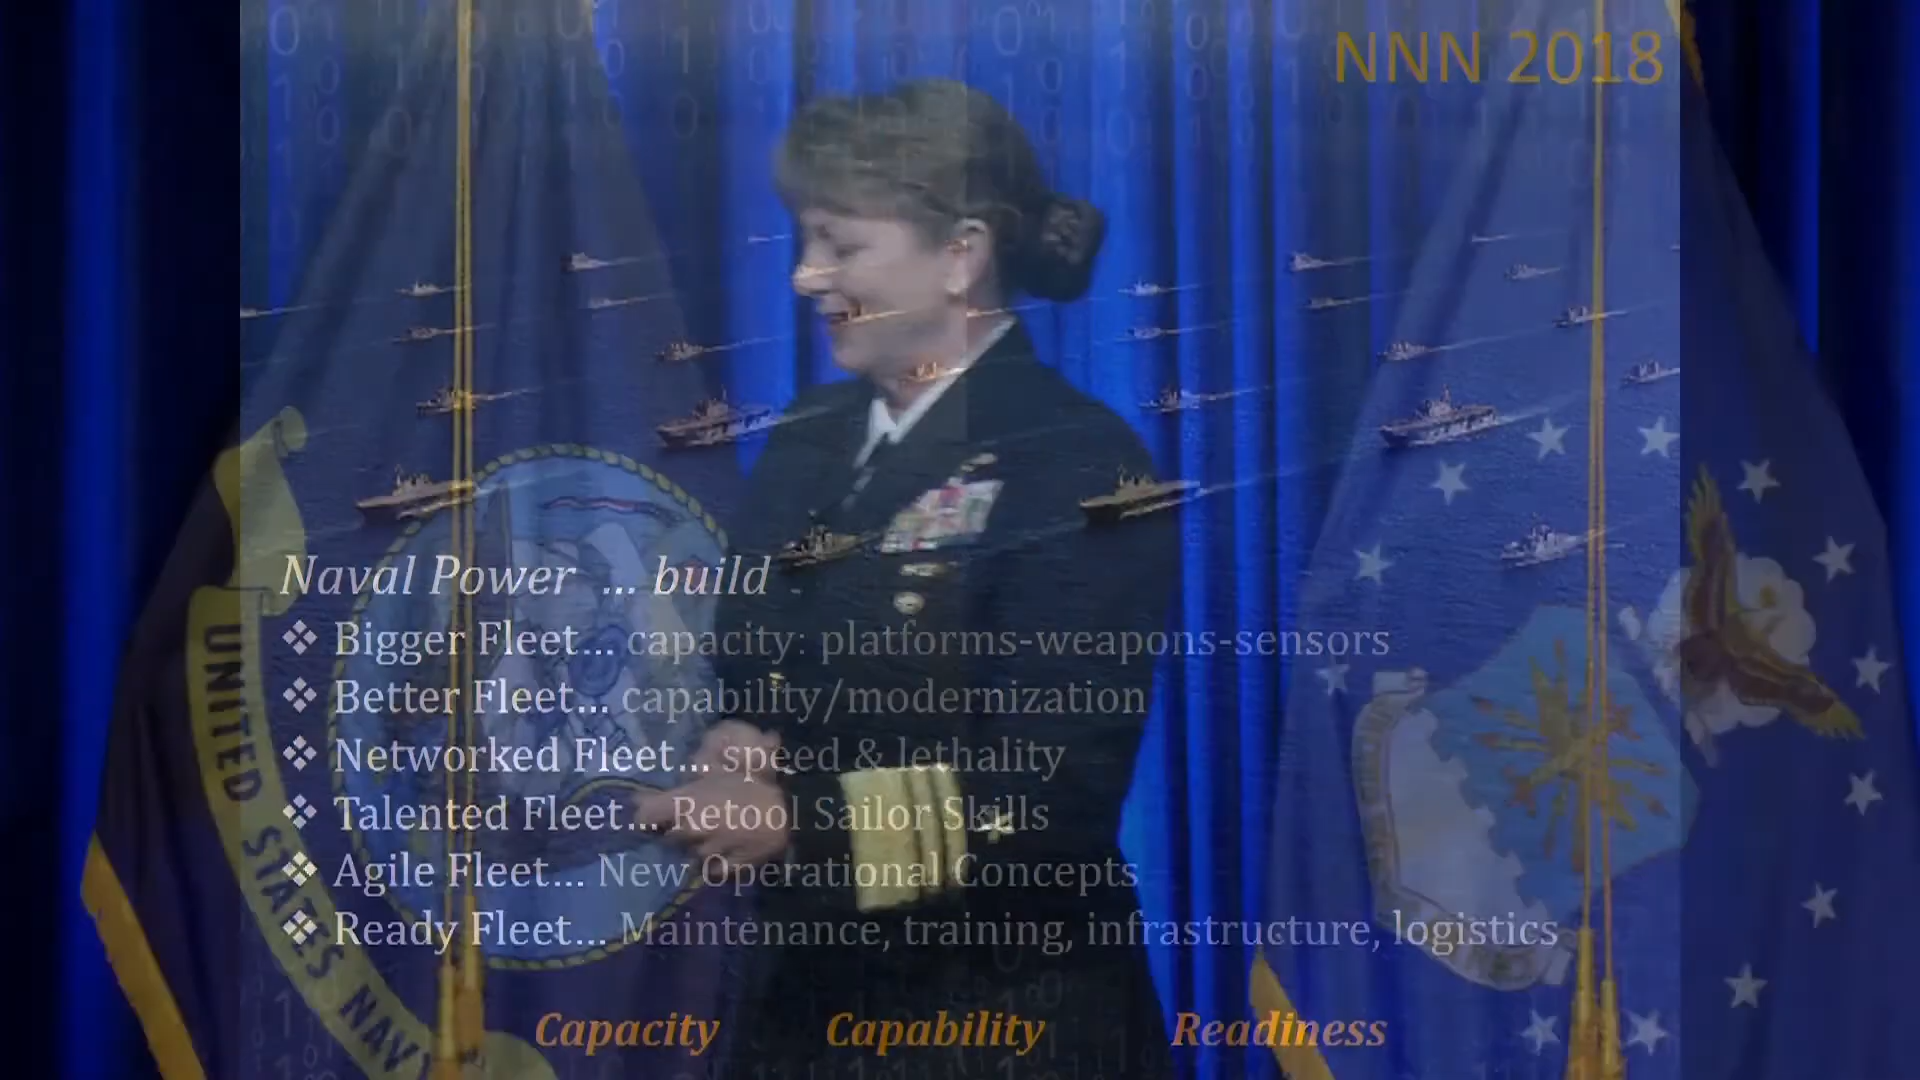 NNN 2018
Naval Power ... build
❖ Bigger Fleet... capacity: platforms-weapons-sensors
❖ Better Fleet... capability/modernization
❖ Networked Fleet... speed & lethality
❖ Talented Fleet... Retool Sailor Skills
❖ Agile Fleet... New Operational Concepts
❖ Ready Fleet... Maintenance, training, infrastructure, logistics
Capacity Capability Readiness
UNITED STATES NAVY